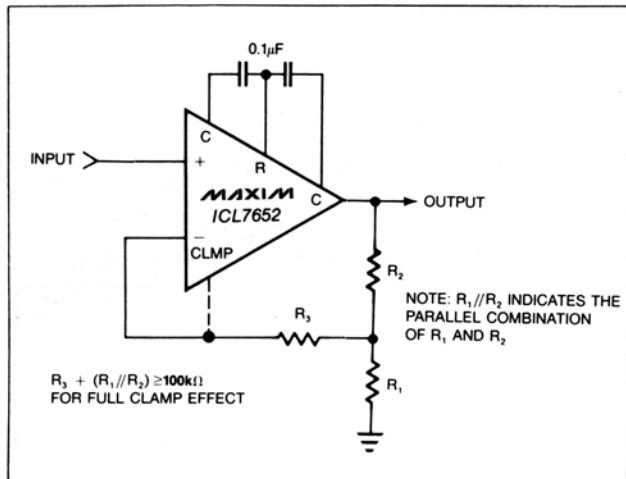 0.1µF
C
R
C
INPUT
+
−
MAXIM
ICL7652
CLMP
OUTPUT
R₂
R₃
R₁
NOTE: R₁//R₂ INDICATES THE
PARALLEL COMBINATION
OF R₁ AND R₂
R₃ + (R₁//R₂) ≥100kΩ
FOR FULL CLAMP EFFECT